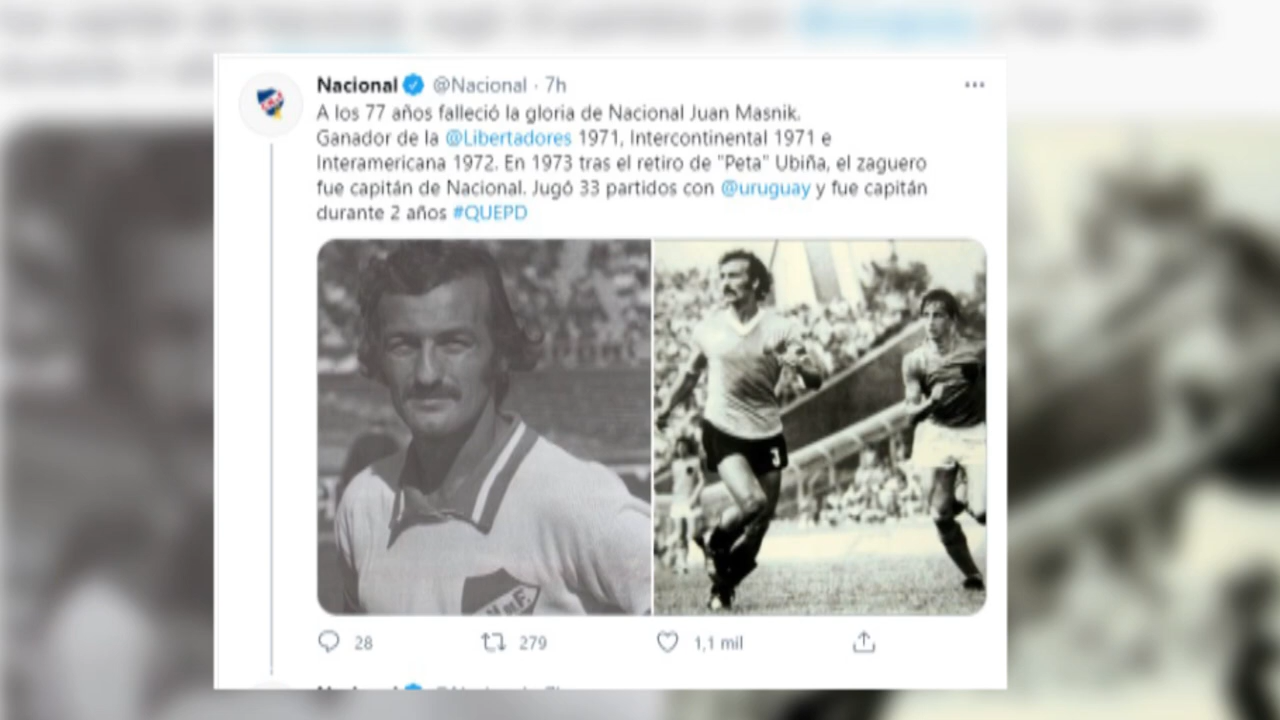 Nacional @Nacional · 7h
A los 77 años falleció la gloria de Nacional Juan Masnik.
Ganador de la @Libertadores 1971, Intercontinental 1971 e
Interamericana 1972. En 1973 tras el retiro de "Peta" Ubiña, el zaguero
fue capitán de Nacional. Jugó 33 partidos con @uruguay y fue capitán
durante 2 años #QUEPD
3
28
279
1,1 mil